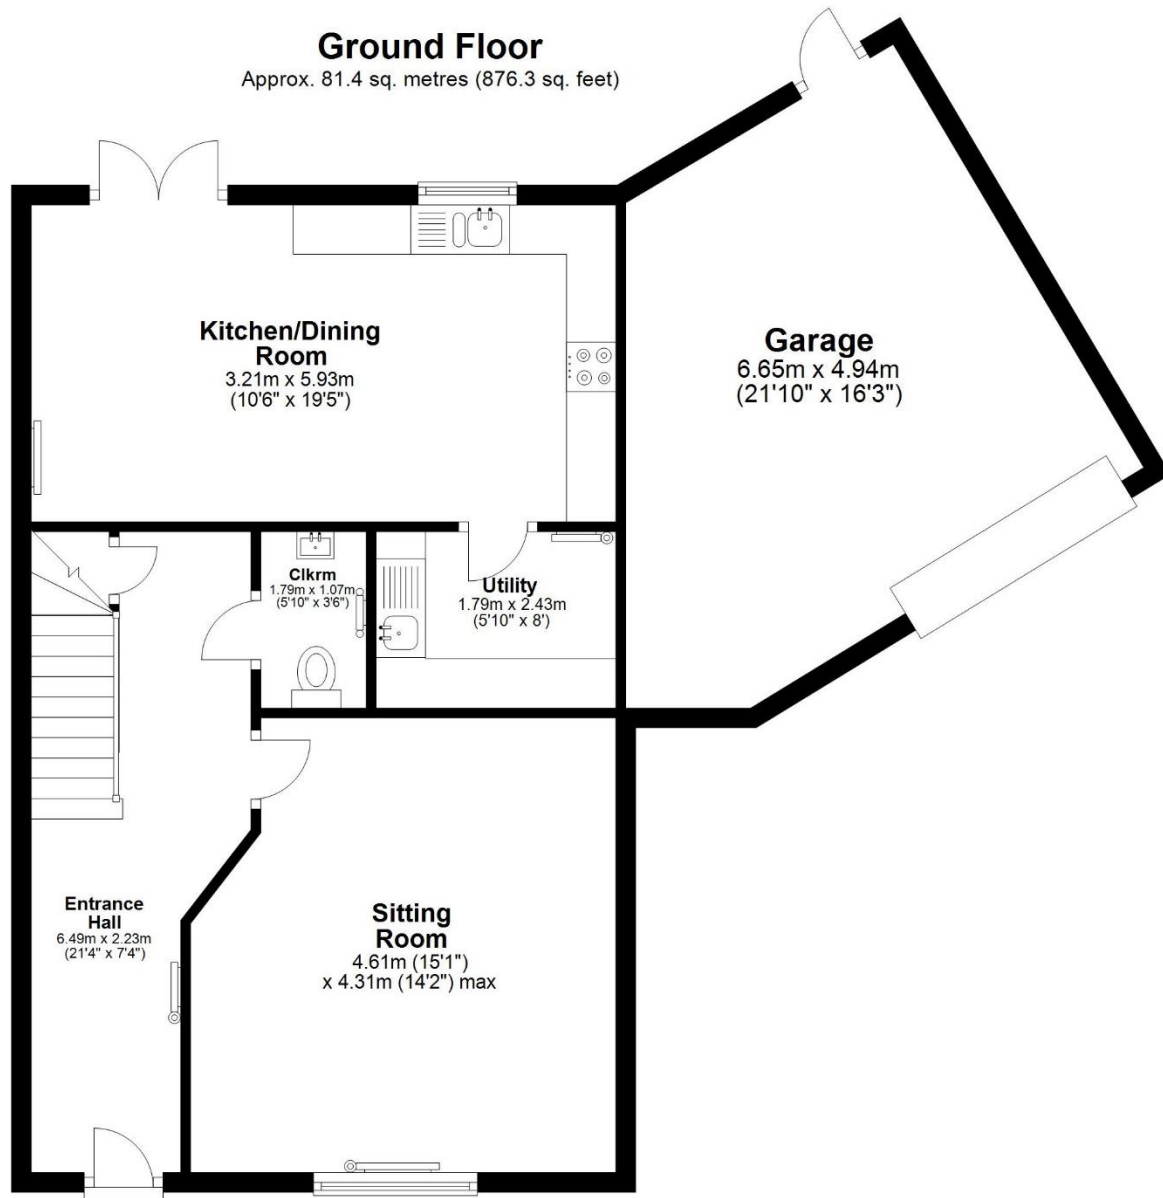 Ground Floor
Approx. 81.4 sq. metres (876.3 sq. feet)
Kitchen/Dining
Room
3.21m x 5.93m
(10'6" x 19'5")
Garage
6.65m x 4.94m
(21'10" x 16'3")
Clkrm
1.79m x 1.07m
(5'10" x 3'6")
Utility
1.79m x 2.43m
(5'10" x 8')
Entrance
Hall
6.49m x 2.23m
(21'4" x 7'4")
Sitting
Room
4.61m (15'1")
x 4.31m (14'2") max